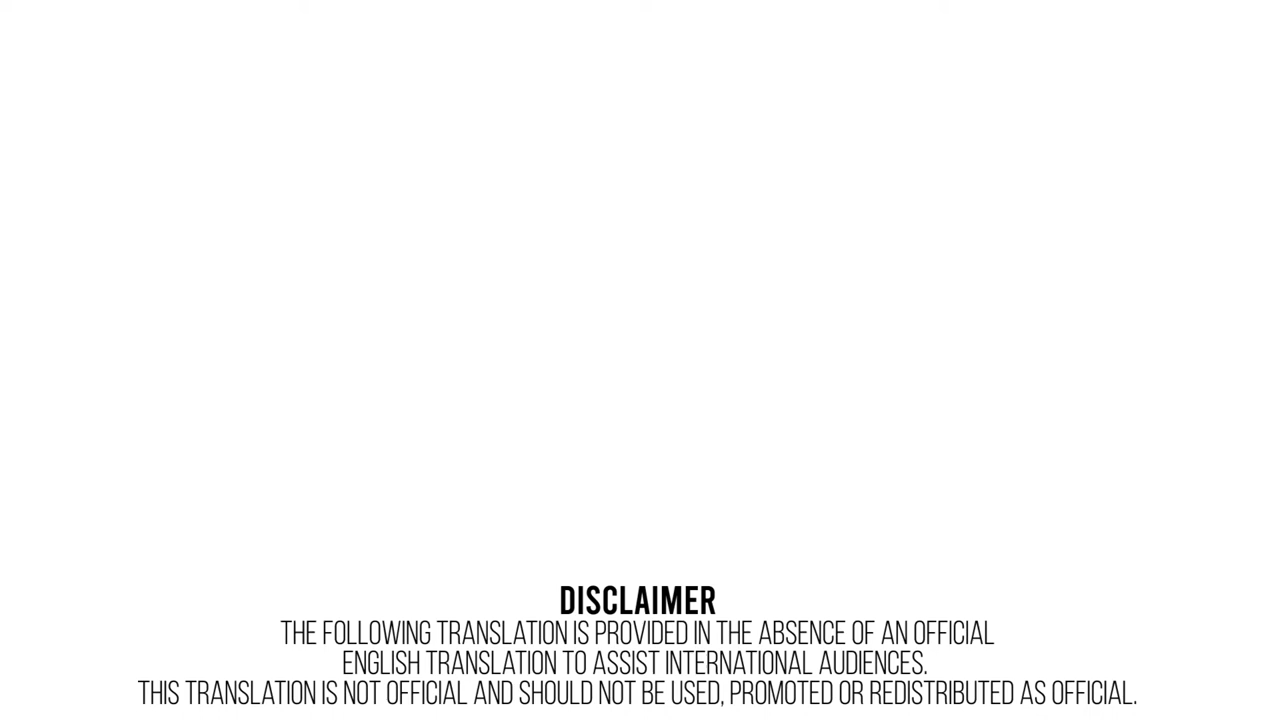 DISCLAIMER
THE FOLLOWING TRANSLATION IS PROVIDED IN THE ABSENCE OF AN OFFICIAL
ENGLISH TRANSLATION TO ASSIST INTERNATIONAL AUDIENCES.
THIS TRANSLATION IS NOT OFFICIAL AND SHOULD NOT BE USED, PROMOTED OR REDISTRIBUTED AS OFFICIAL.